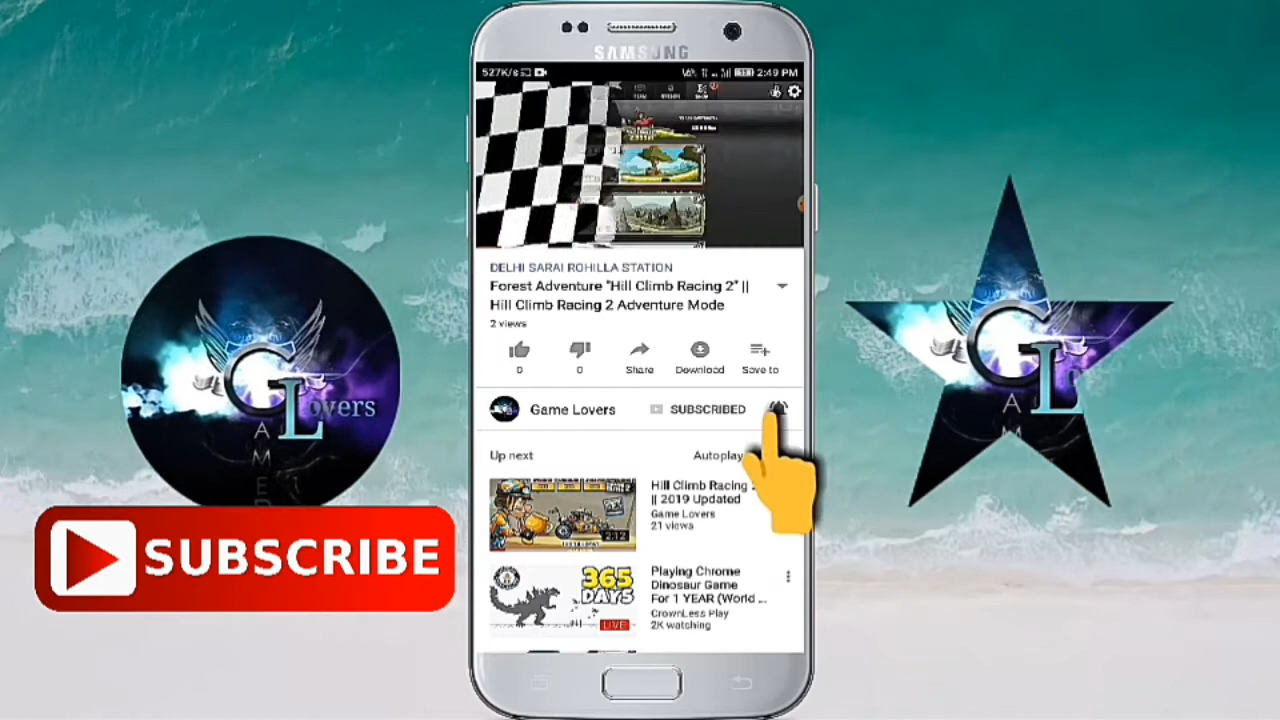 SAMSUNG
527K/s
2:49 PM
DELHI SARAI ROHILLA STATION
Forest Adventure "Hill Climb Racing 2" ||
Hill Climb Racing 2 Adventure Mode
2 views
0
0
Share
Download
Save to
Game Lovers
SUBSCRIBED
Up next
Autoplay
Hill Climb Racing 2
|| 2019 Updated
Game Lovers
21 views
2:12
Playing Chrome
Dinosaur Game
For 1 YEAR (World ...
CrownLess Play
2K watching
365
DAYS
LIVE
G
Lovers
A
M
E
SUBSCRIBE
G
L
A